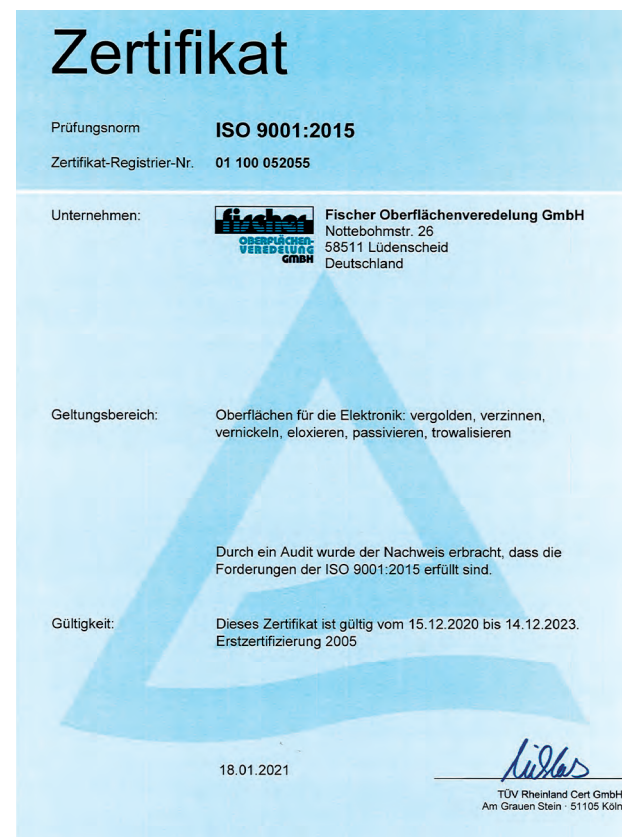 Zertifikat
Prüfungsnorm ISO 9001:2015
Zertifikat-Registrier-Nr. 01 100 052055
Unternehmen:
fischer
OBERFLÄCHEN-
VEREDELUNG
GMBH
Fischer Oberflächenveredelung GmbH
Nottebohmstr. 26
58511 Lüdenscheid
Deutschland
Geltungsbereich: Oberflächen für die Elektronik: vergolden, verzinnen,
vernickeln, eloxieren, passivieren, trowalisieren
Durch ein Audit wurde der Nachweis erbracht, dass die
Forderungen der ISO 9001:2015 erfüllt sind.
Gültigkeit: Dieses Zertifikat ist gültig vom 15.12.2020 bis 14.12.2023.
Erstzertifizierung 2005
18.01.2021
TÜV Rheinland Cert GmbH
Am Grauen Stein · 51105 Köln